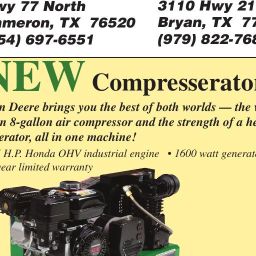 wy 77 North
meron, TX 76520
54) 697-6551
3110 Hwy 21
Bryan, TX 77
(979) 822-768
NEW Compresserator
n Deere brings you the best of both worlds — the
n 8-gallon air compressor and the strength of a he
erator, all in one machine!
H.P. Honda OHV industrial engine • 1600 watt generat
ear limited warranty